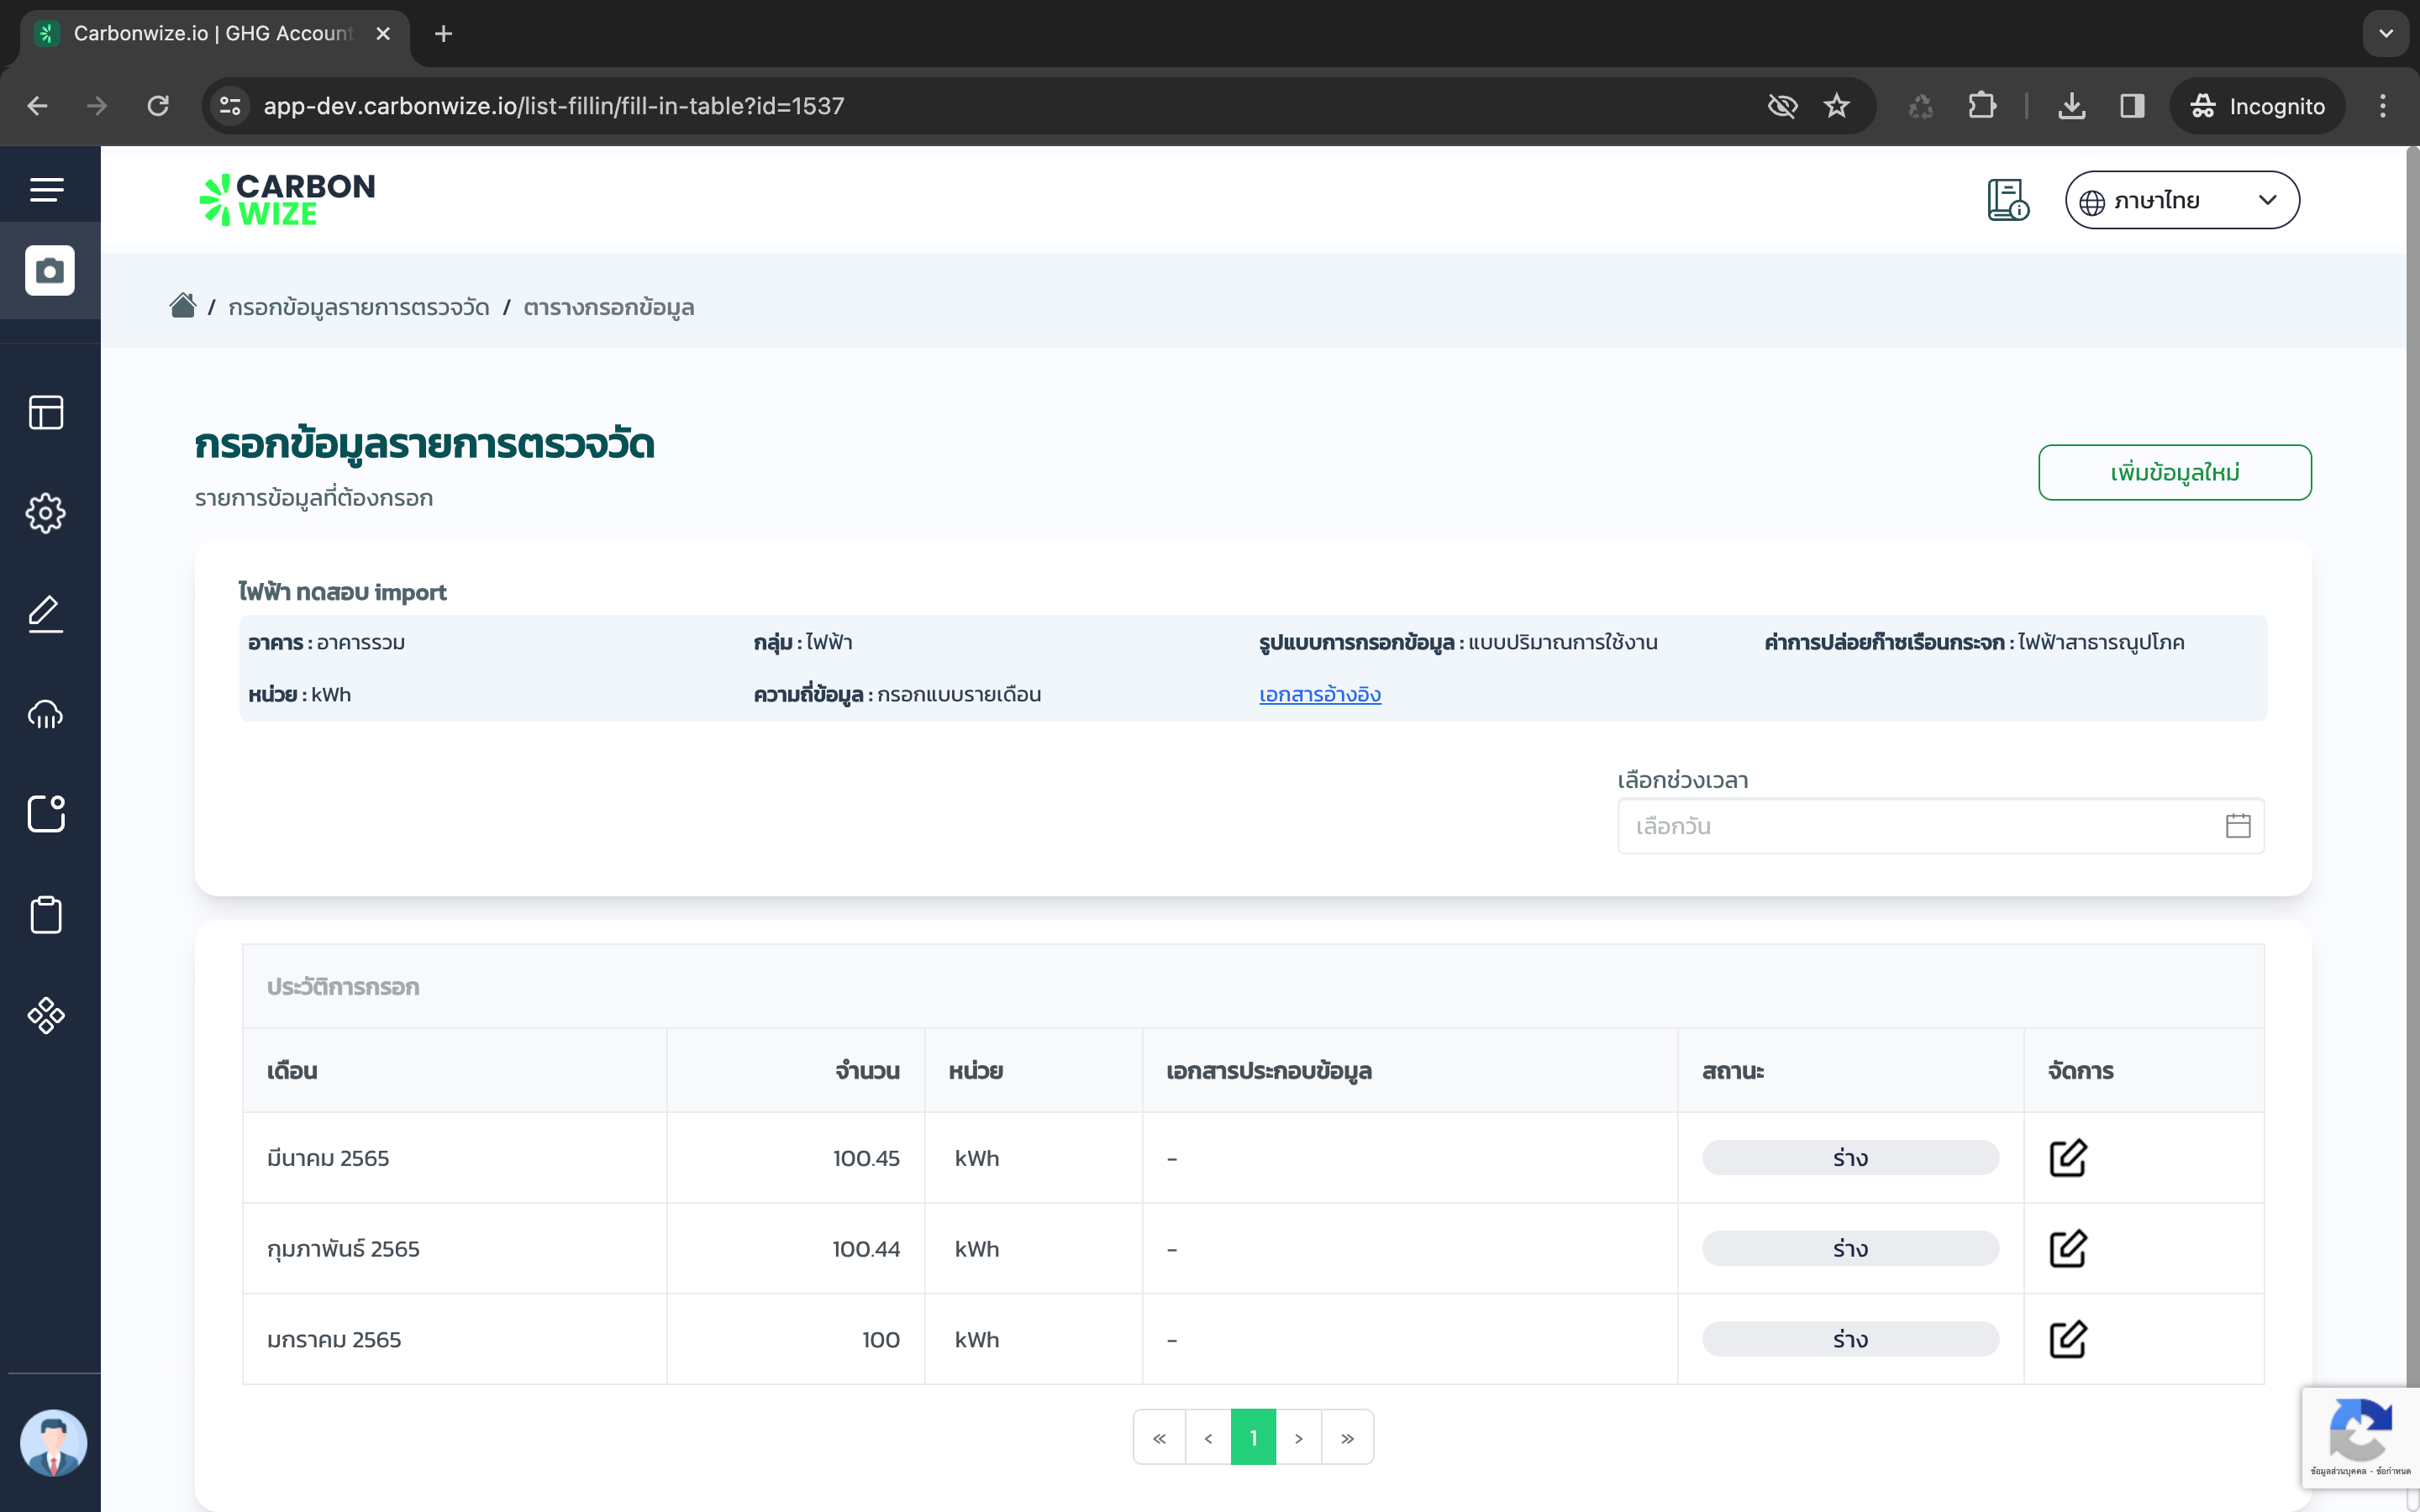 Carbonwize.io | GHG Account
app-dev.carbonwize.io/list-fillin/fill-in-table?id=1537
Incognito
CARBON
WIZE
ภาษาไทย
/ กรอกข้อมูลรายการตรวจวัด / ตารางกรอกข้อมูล
กรอกข้อมูลรายการตรวจวัด
รายการข้อมูลที่ต้องกรอก
เพิ่มข้อมูลใหม่
ไฟฟ้า ทดสอบ import
อาคาร : อาคารรวม กลุ่ม : ไฟฟ้า รูปแบบการกรอกข้อมูล : แบบปริมาณการใช้งาน ค่าการปล่อยก๊าซเรือนกระจก : ไฟฟ้าสาธารณูปโภค
หน่วย : kWh ความถี่ข้อมูล : กรอกแบบรายเดือน เอกสารอ้างอิง
เลือกช่วงเวลา
เลือกวัน
ประวัติการกรอก
เดือน จำนวน หน่วย เอกสารประกอบข้อมูล สถานะ จัดการ
มีนาคม 2565 100.45 kWh - ร่าง
กุมภาพันธ์ 2565 100.44 kWh - ร่าง
มกราคม 2565 100 kWh - ร่าง
« < 1 > »
ข้อมูลส่วนบุคคล - ข้อกำหนด